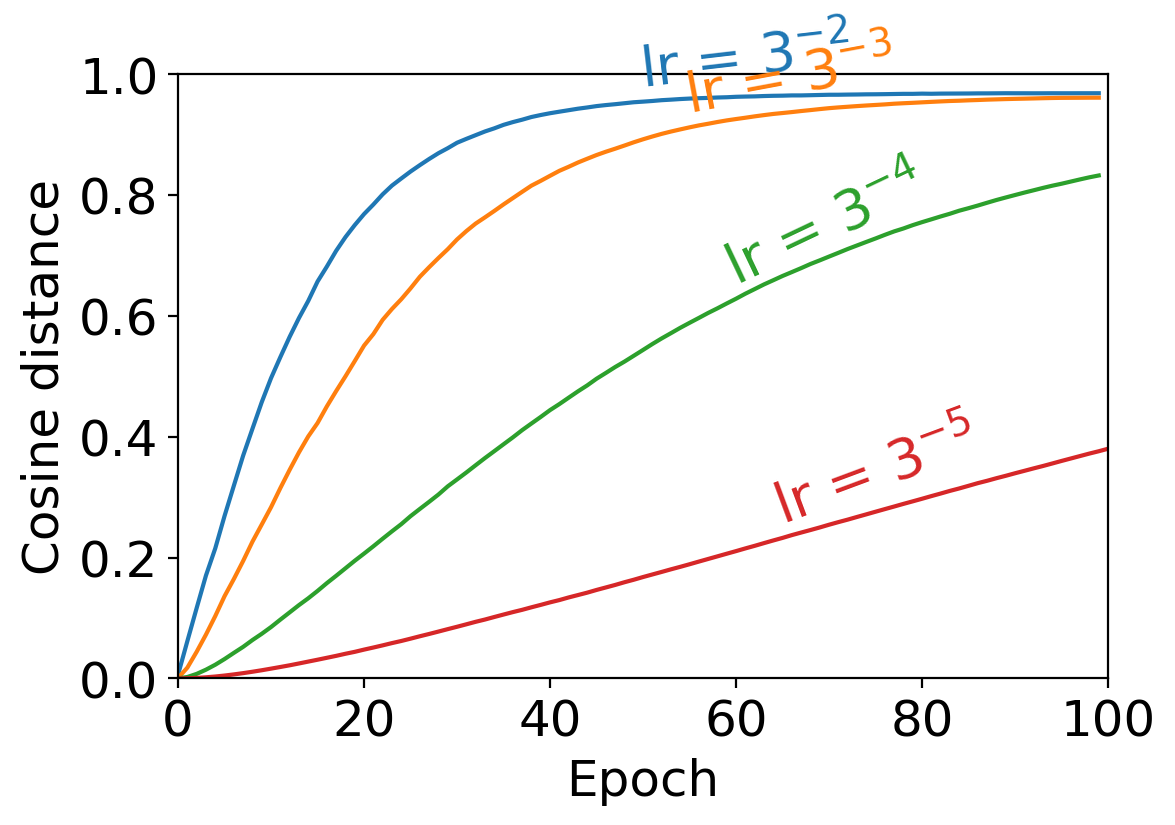 lr = 3⁻²
lr = 3⁻³
1.0
0.8
lr = 3⁻⁴
0.6
0.4
lr = 3⁻⁵
0.2
0.0
Cosine distance
0 20 40 60 80 100
Epoch